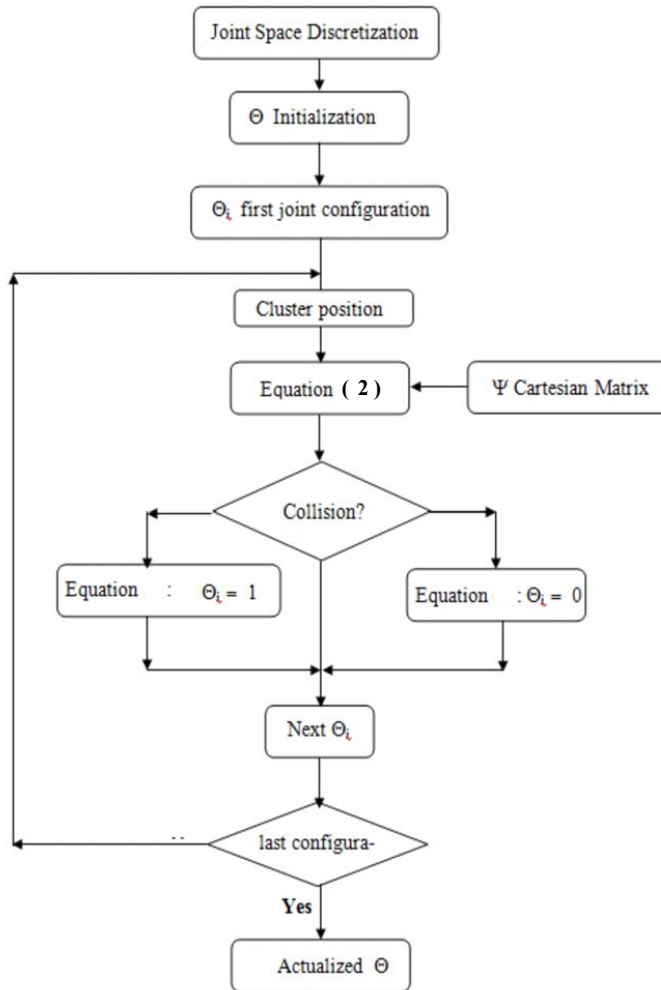 Joint Space Discretization
Θ Initialization
Θi first joint configuration
Cluster position
Equation ( 2 )
Ψ Cartesian Matrix
Collision?
Equation : Θi = 1
Equation : Θi = 0
Next Θi
last configura-
Yes
Actualized Θ